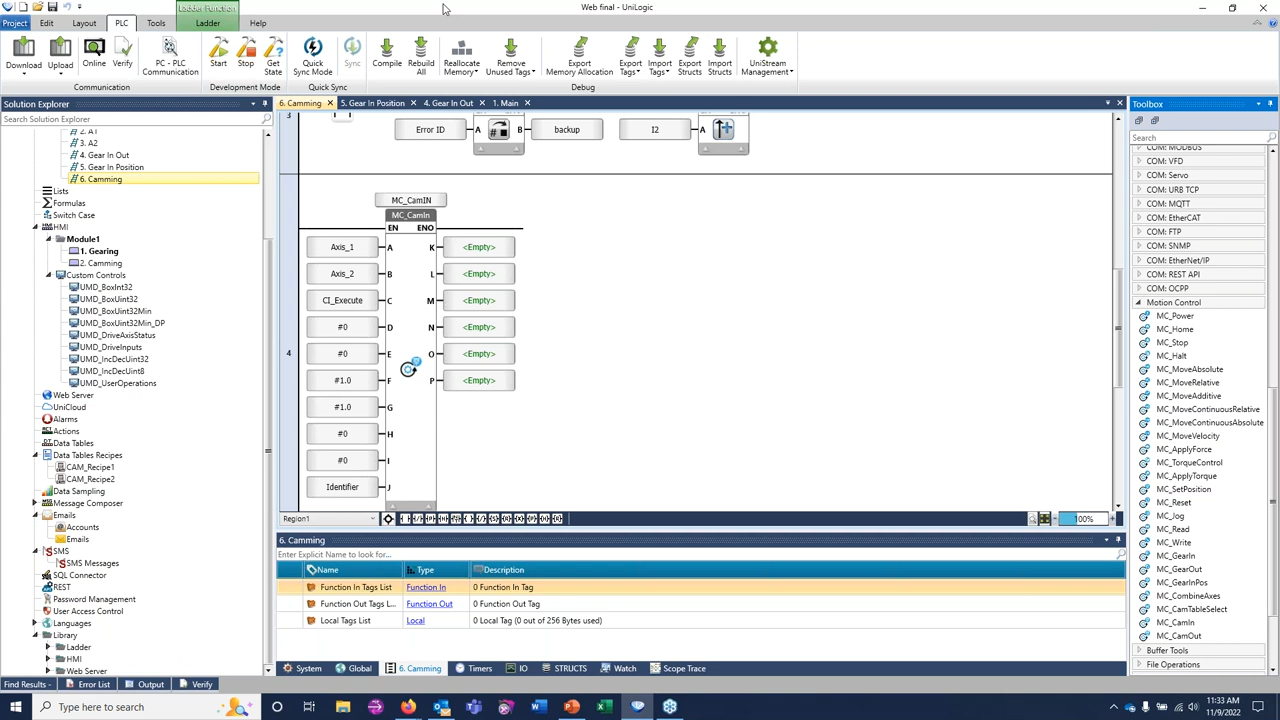 Ladder Function
Web final - UniLogic
Project Edit Layout PLC Tools Ladder Help
Download Upload Online Verify PC - PLC Communication Start Stop Get State Quick Sync Mode Sync Compile Rebuild All Reallocate Memory Remove Unused Tags Export Memory Allocation Export Tags Import Tags Export Structs Import Structs UniStream Management
Communication Development Mode Quick Sync Debug
Solution Explorer
Search Solution Explorer
2. A1
3. A2
4. Gear In Out
5. Gear In Position
6. Camming
Lists
Formulas
Switch Case
HMI
Module1
1. Gearing
2. Camming
Custom Controls
UMD_BoxInt32
UMD_BoxUint32
UMD_BoxUint32Min
UMD_BoxUint32Min_DP
UMD_DriveAxisStatus
UMD_DriveInputs
UMD_IncDecUint32
UMD_IncDecUint8
UMD_UserOperations
Web Server
UniCloud
Alarms
Actions
Data Tables
Data Tables Recipes
CAM_Recipe1
CAM_Recipe2
Data Sampling
Message Composer
Emails
Accounts
Emails
SMS
SMS Messages
SQL Connector
REST
Password Management
User Access Control
Languages
Library
Ladder
HMI
Web Server
6. Camming 5. Gear In Position 4. Gear In Out 1. Main
3
Error ID A B backup I2 A
4
MC_CamIN
MC_CamIn
EN ENO
Axis_1 A K <Empty>
Axis_2 B L <Empty>
CI_Execute C M <Empty>
#0 D N <Empty>
#0 E O <Empty>
#1.0 F P <Empty>
#1.0 G
#0 H
#0 I
Identifier J
Region1
100%
6. Camming
Enter Explicit Name to look for...
Name Type Description
Function In Tags List Function In 0 Function In Tag
Function Out Tags L... Function Out 0 Function Out Tag
Local Tags List Local 0 Local Tag (0 out of 256 Bytes used)
System Global 6. Camming Timers IO STRUCTS Watch Scope Trace
Toolbox
Search
COM: MODBUS
COM: VFD
COM: Servo
COM: URB TCP
COM: MQTT
COM: EtherCAT
COM: FTP
COM: SNMP
COM: EtherNet/IP
COM: REST API
COM: OCPP
Motion Control
MC_Power
MC_Home
MC_Stop
MC_Halt
MC_MoveAbsolute
MC_MoveRelative
MC_MoveAdditive
MC_MoveContinuousRelative
MC_MoveContinuousAbsolute
MC_MoveVelocity
MC_ApplyForce
MC_TorqueControl
MC_ApplyTorque
MC_SetPosition
MC_Jog
MC_Read
MC_Write
MC_GearIn
MC_GearOut
MC_GearInPos
MC_CombineAxes
MC_CamTableSelect
MC_CamIn
MC_CamOut
Buffer Tools
File Operations
Find Results - Error List Output Verify
Type here to search
11:33 AM
11/9/2022